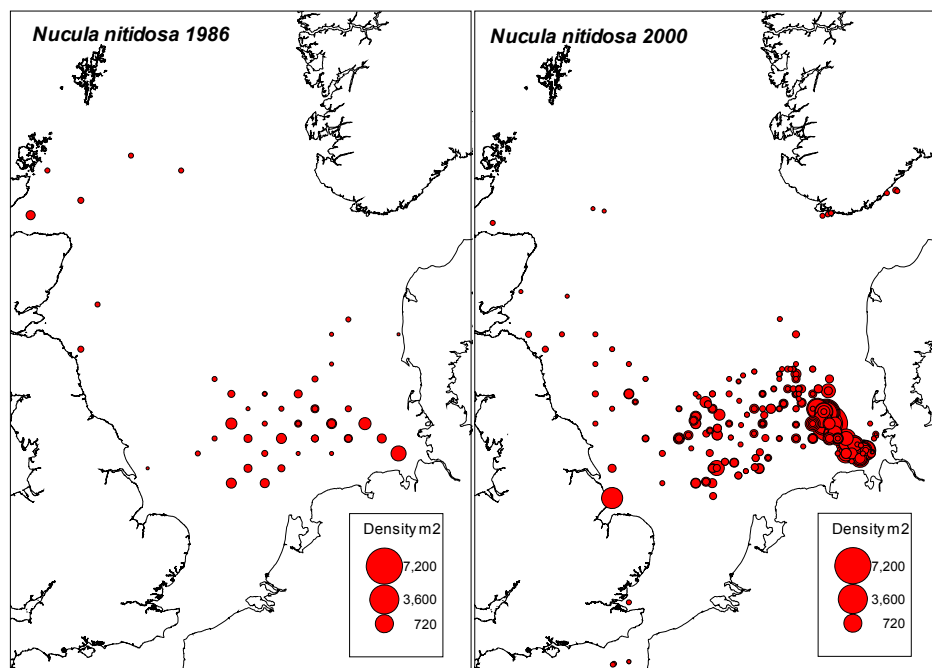 Nucula nitidosa 1986
Density m2
7,200
3,600
720
Nucula nitidosa 2000
Density m2
7,200
3,600
720